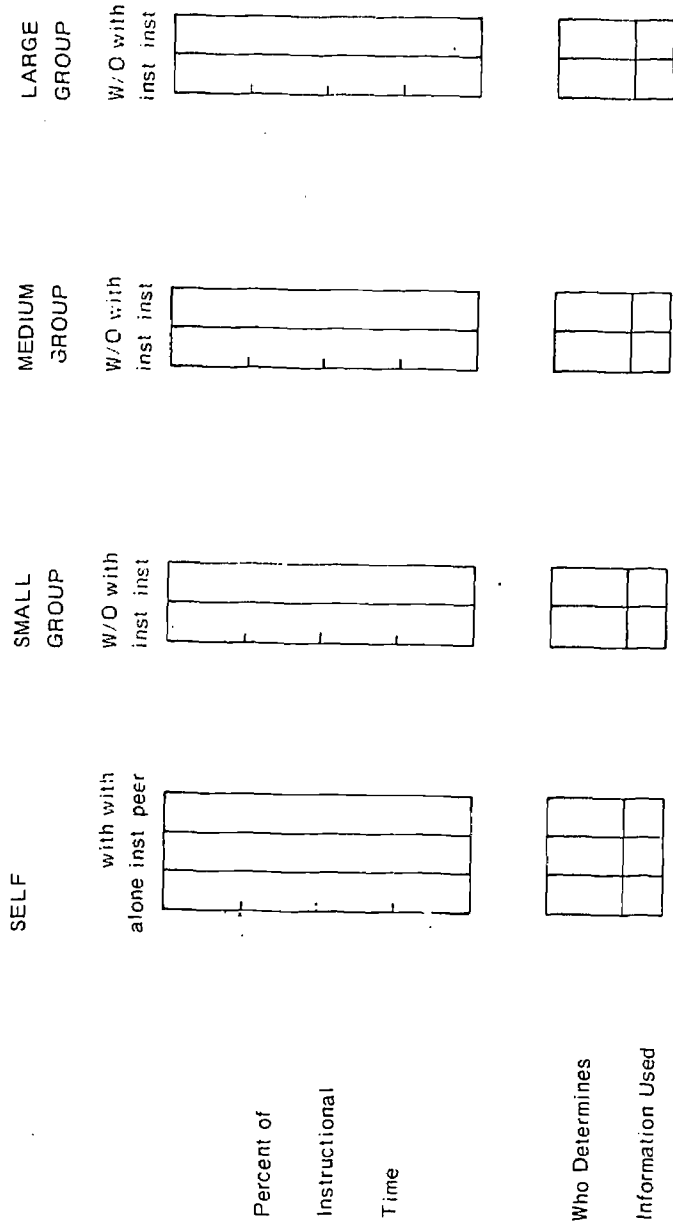 SELF
with with
alone inst peer
SMALL
GROUP
W/O with
inst inst
MEDIUM
GROUP
W/O with
inst inst
LARGE
GROUP
W/O with
inst inst
Percent of
Instructional
Time
Who Determines
Information Used